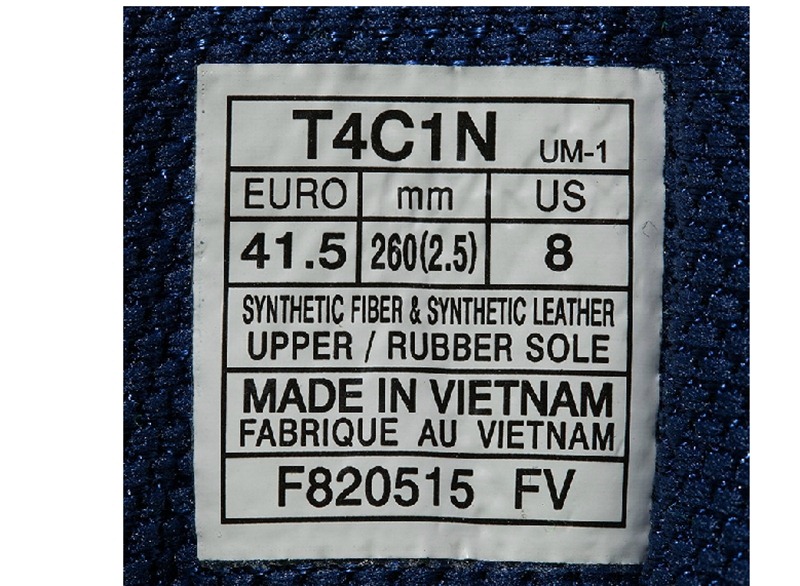 T4C1N UM-1
EURO mm US
41.5 260(2.5) 8
SYNTHETIC FIBER & SYNTHETIC LEATHER
UPPER / RUBBER SOLE
MADE IN VIETNAM
FABRIQUE AU VIETNAM
F820515 FV